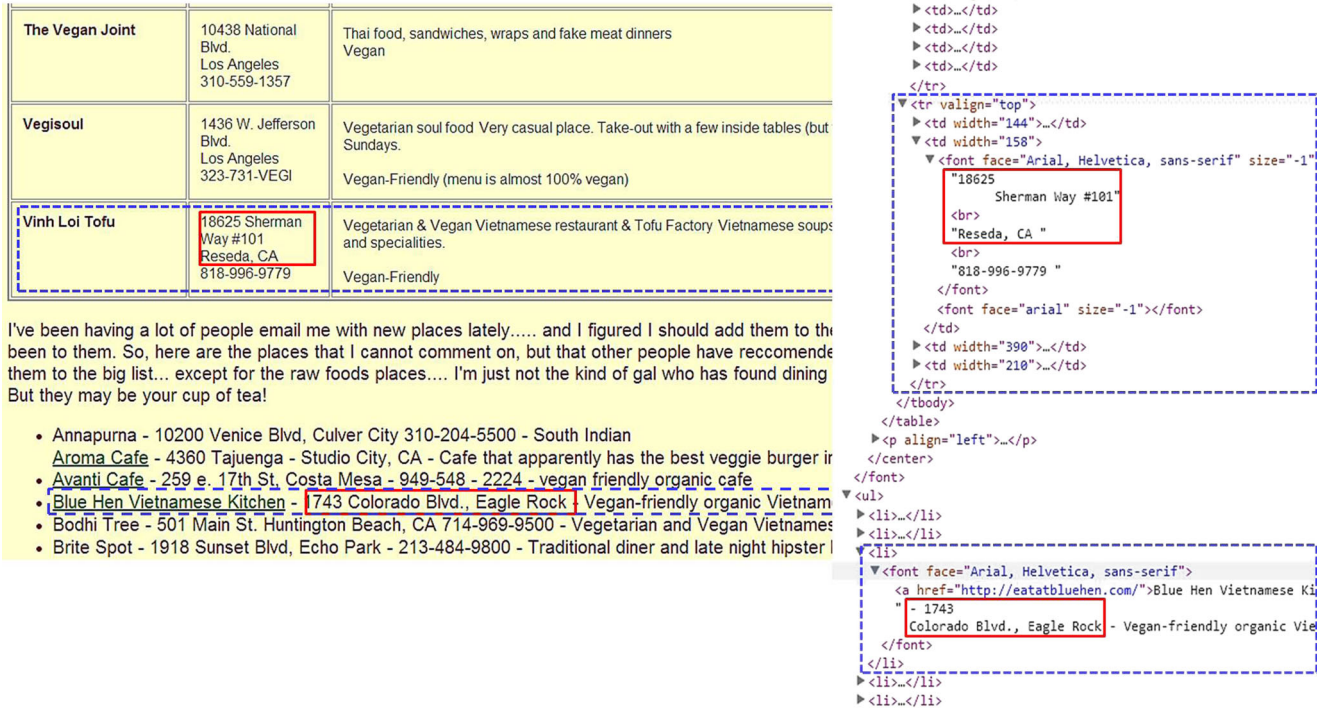 The Vegan Joint
10438 National
Blvd.
Los Angeles
310-559-1357
Thai food, sandwiches, wraps and fake meat dinners
Vegan
Vegisoul
1436 W. Jefferson
Blvd.
Los Angeles
323-731-VEGI
Vegetarian soul food Very casual place. Take-out with a few inside tables (but
Sundays.
Vegan-Friendly (menu is almost 100% vegan)
Vinh Loi Tofu
18625 Sherman
Way #101
Reseda, CA
818-996-9779
Vegetarian & Vegan Vietnamese restaurant & Tofu Factory Vietnamese soups
and specialities.
Vegan-Friendly
I've been having a lot of people email me with new places lately..... and I figured I should add them to the
been to them. So, here are the places that I cannot comment on, but that other people have reccomende
them to the big list... except for the raw foods places.... I'm just not the kind of gal who has found dining
But they may be your cup of tea!
• Annapurna - 10200 Venice Blvd, Culver City 310-204-5500 - South Indian
Aroma Cafe - 4360 Tajuenga - Studio City, CA - Cafe that apparently has the best veggie burger in
• Avanti Cafe - 259 e. 17th St, Costa Mesa - 949-548 - 2224 - vegan friendly organic cafe
• Blue Hen Vietnamese Kitchen - 1743 Colorado Blvd., Eagle Rock - Vegan-friendly organic Vietnam
• Bodhi Tree - 501 Main St. Huntington Beach, CA 714-969-9500 - Vegetarian and Vegan Vietnames
• Brite Spot - 1918 Sunset Blvd, Echo Park - 213-484-9800 - Traditional diner and late night hipster
<td>…</td>
<td>…</td>
<td>…</td>
<td>…</td>
</tr>
<tr valign="top">
<td width="144">…</td>
<td width="158">
<font face="Arial, Helvetica, sans-serif" size="-1"
"18625
Sherman Way #101"
<br>
"Reseda, CA "
<br>
"818-996-9779 "
</font>
<font face="arial" size="-1"></font>
</td>
<td width="390">…</td>
<td width="210">…</td>
</tr>
</tbody>
</table>
<p align="left">…</p>
</center>
</font>
<ul>
<li>…</li>
<li>…</li>
<li>
<font face="Arial, Helvetica, sans-serif">
<a href="http://eatatbluehen.com/">Blue Hen Vietnamese Ki
" - 1743
Colorado Blvd., Eagle Rock - Vegan-friendly organic Vie
</font>
</li>
<li>…</li>
<li>…</li>